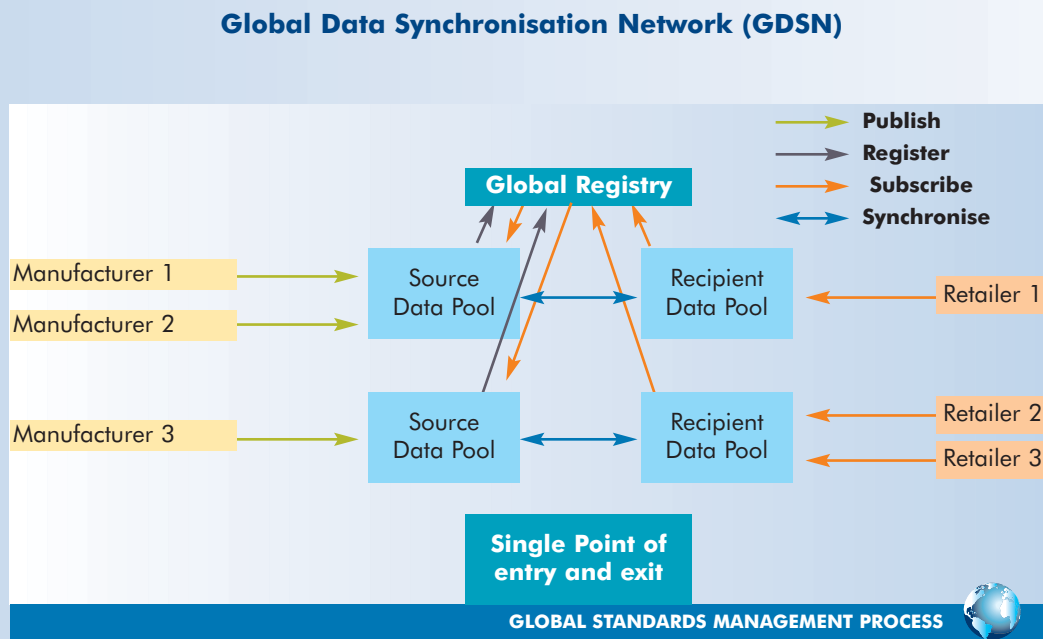 Global Data Synchronisation Network (GDSN)
Publish
Register
Subscribe
Synchronise
Global Registry
Manufacturer 1
Manufacturer 2
Manufacturer 3
Source
Data Pool
Recipient
Data Pool
Retailer 1
Source
Data Pool
Recipient
Data Pool
Retailer 2
Retailer 3
Single Point of
entry and exit
GLOBAL STANDARDS MANAGEMENT PROCESS